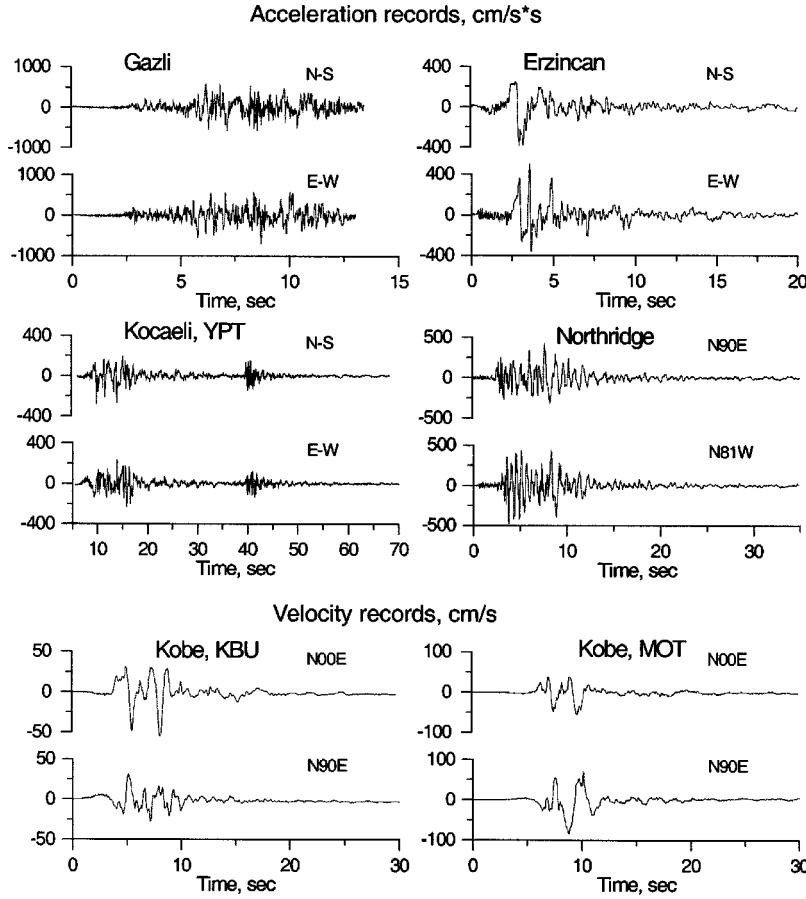 Acceleration records, cm/s*s
Gazli
N-S
1000
0
-1000
E-W
1000
0
-1000
0 5 10 15
Time, sec
Erzincan
N-S
400
0
-400
E-W
400
0
-400
0 5 10 15 20
Time, sec
Kocaeli, YPT
N-S
400
0
-400
E-W
400
0
-400
10 20 30 40 50 60 70
Time, sec
Northridge
N90E
500
0
-500
N81W
500
0
-500
0 10 20 30
Time, sec
Velocity records, cm/s
Kobe, KBU
N00E
50
0
-50
N90E
50
0
-50
0 10 20 30
Time, sec
Kobe, MOT
N00E
100
0
-100
N90E
100
0
-100
0 10 20 30
Time, sec